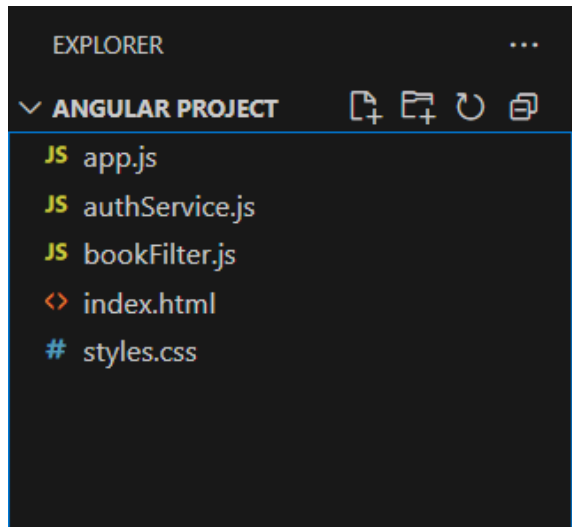 EXPLORER ...
ANGULAR PROJECT
JS app.js
JS authService.js
JS bookFilter.js
<> index.html
# styles.css